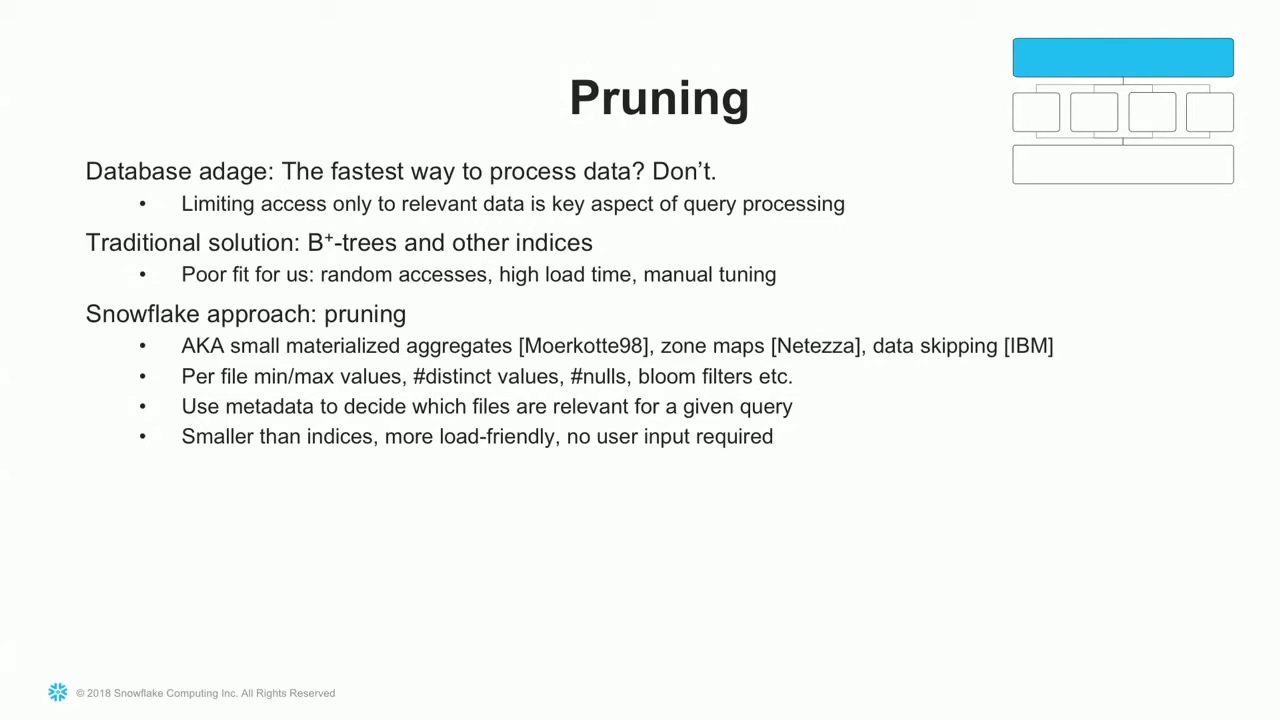 Pruning
Database adage: The fastest way to process data? Don’t.
• Limiting access only to relevant data is key aspect of query processing
Traditional solution: B⁺-trees and other indices
• Poor fit for us: random accesses, high load time, manual tuning
Snowflake approach: pruning
• AKA small materialized aggregates [Moerkotte98], zone maps [Netezza], data skipping [IBM]
• Per file min/max values, #distinct values, #nulls, bloom filters etc.
• Use metadata to decide which files are relevant for a given query
• Smaller than indices, more load-friendly, no user input required
© 2018 Snowflake Computing Inc. All Rights Reserved